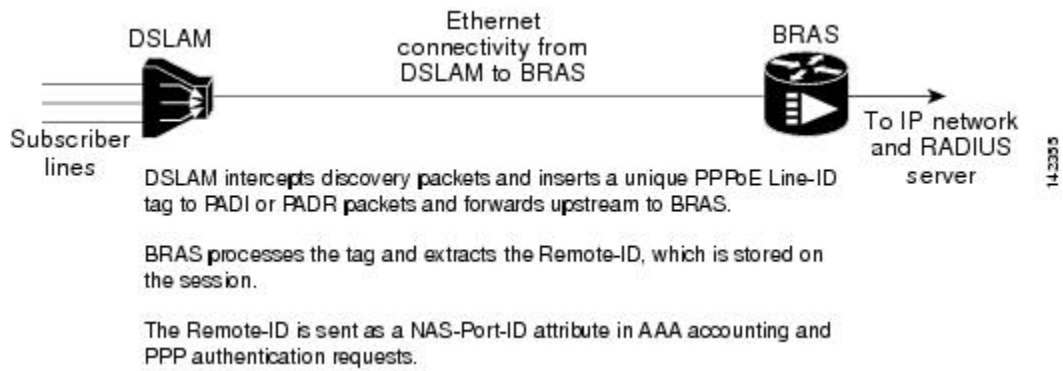 DSLAM
Ethernet
connectivity from
DSLAM to BRAS
BRAS
Subscriber
lines
To IP network
and RADIUS
server
142355
DSLAM intercepts discovery packets and inserts a unique PPPoE Line-ID
tag to PADI or PADR packets and forwards upstream to BRAS.
BRAS processes the tag and extracts the Remote-ID, which is stored on
the session.
The Remote-ID is sent as a NAS-Port-ID attribute in AAA accounting and
PPP authentication requests.